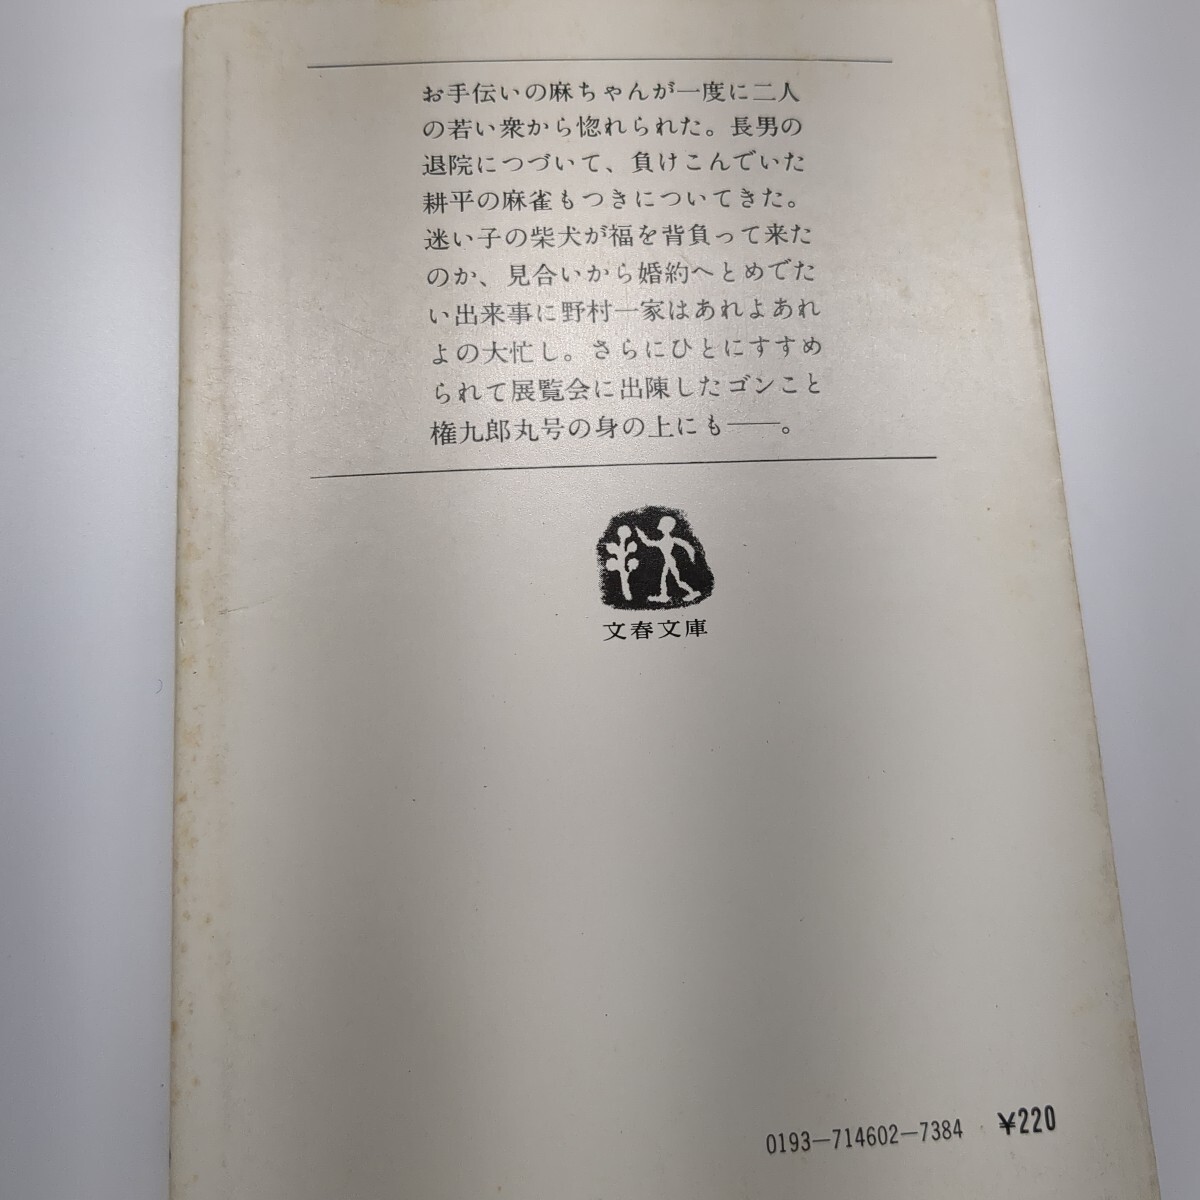 お手伝いの麻ちゃんが一度に二人
の若い衆から惚れられた。長男の
退院につづいて、負けこんでいた
耕平の麻雀もつきについてきた。
迷い子の柴犬が福を背負って来た
のか、見合いから婚約へとめでた
い出来事に野村一家はあれよあれ
よの大忙し。さらにひとにすすめ
られて展覧会に出陳したゴンこと
権九郎丸号の身の上にも——。
文春文庫
0193-714602-7384 ¥220